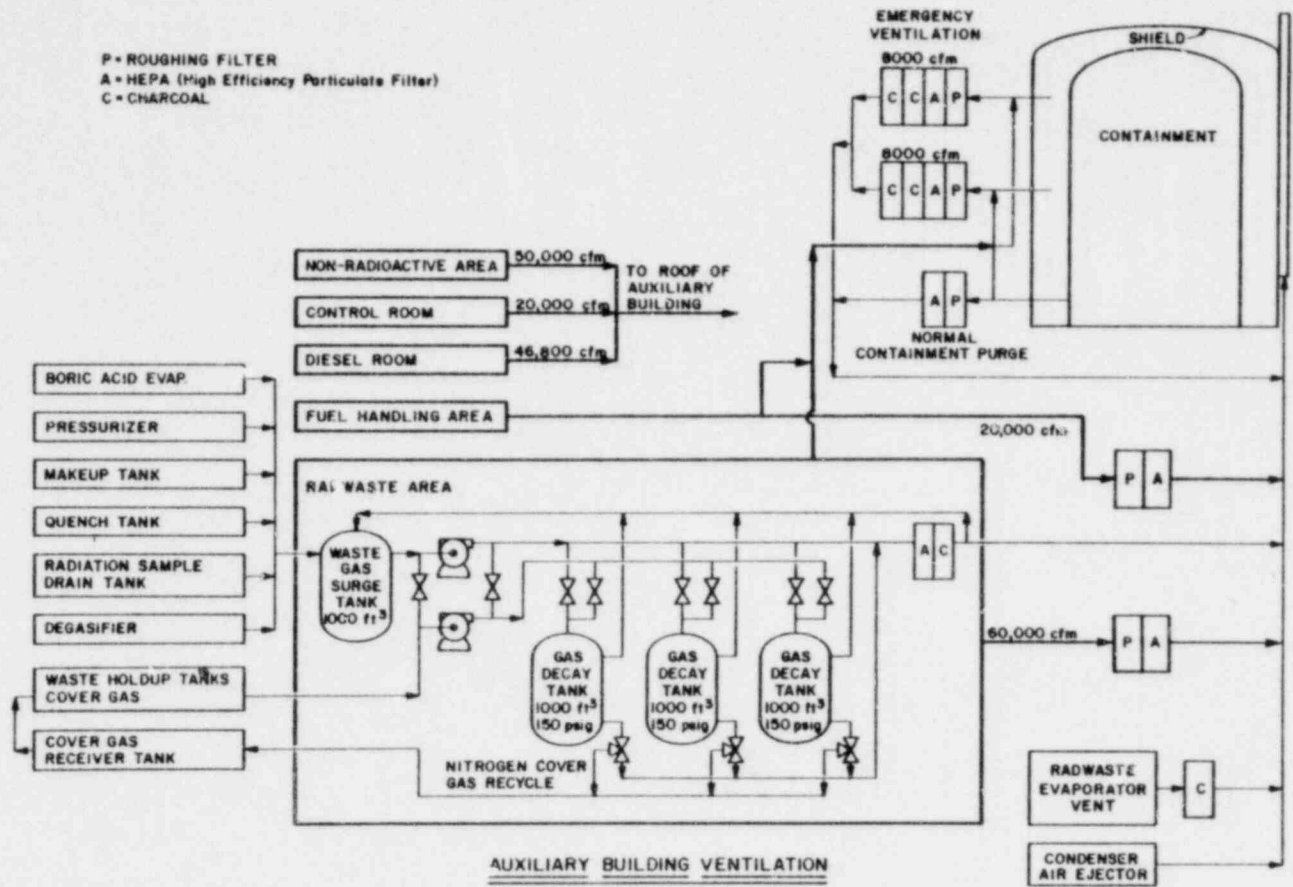 P = ROUGHING FILTER
A = HEPA (High Efficiency Particulate Filter)
C = CHARCOAL
EMERGENCY
VENTILATION
8000 cfm
C C A P
8000 cfm
C C A P
A P
NORMAL
CONTAINMENT PURGE
SHIELD
CONTAINMENT
NON-RADIOACTIVE AREA
50,000 cfm
CONTROL ROOM
20,000 cfm
DIESEL ROOM
46,800 cfm
TO ROOF OF
AUXILIARY
BUILDING
FUEL HANDLING AREA
20,000 cfm
P A
BORIC ACID EVAP.
PRESSURIZER
MAKEUP TANK
QUENCH TANK
RADIATION SAMPLE
DRAIN TANK
DEGASIFIER
WASTE HOLDUP TANKS
COVER GAS
COVER GAS
RECEIVER TANK
WASTE AREA
WASTE
GAS
SURGE
TANK
1000 ft³
GAS
DECAY
TANK
1000 ft³
150 psig
GAS
DECAY
TANK
1000 ft³
150 psig
GAS
DECAY
TANK
1000 ft³
150 psig
A C
NITROGEN COVER
GAS RECYCLE
60,000 cfm
P A
RADWASTE
EVAPORATOR
VENT
C
CONDENSER
AIR EJECTOR
AUXILIARY BUILDING VENTILATION